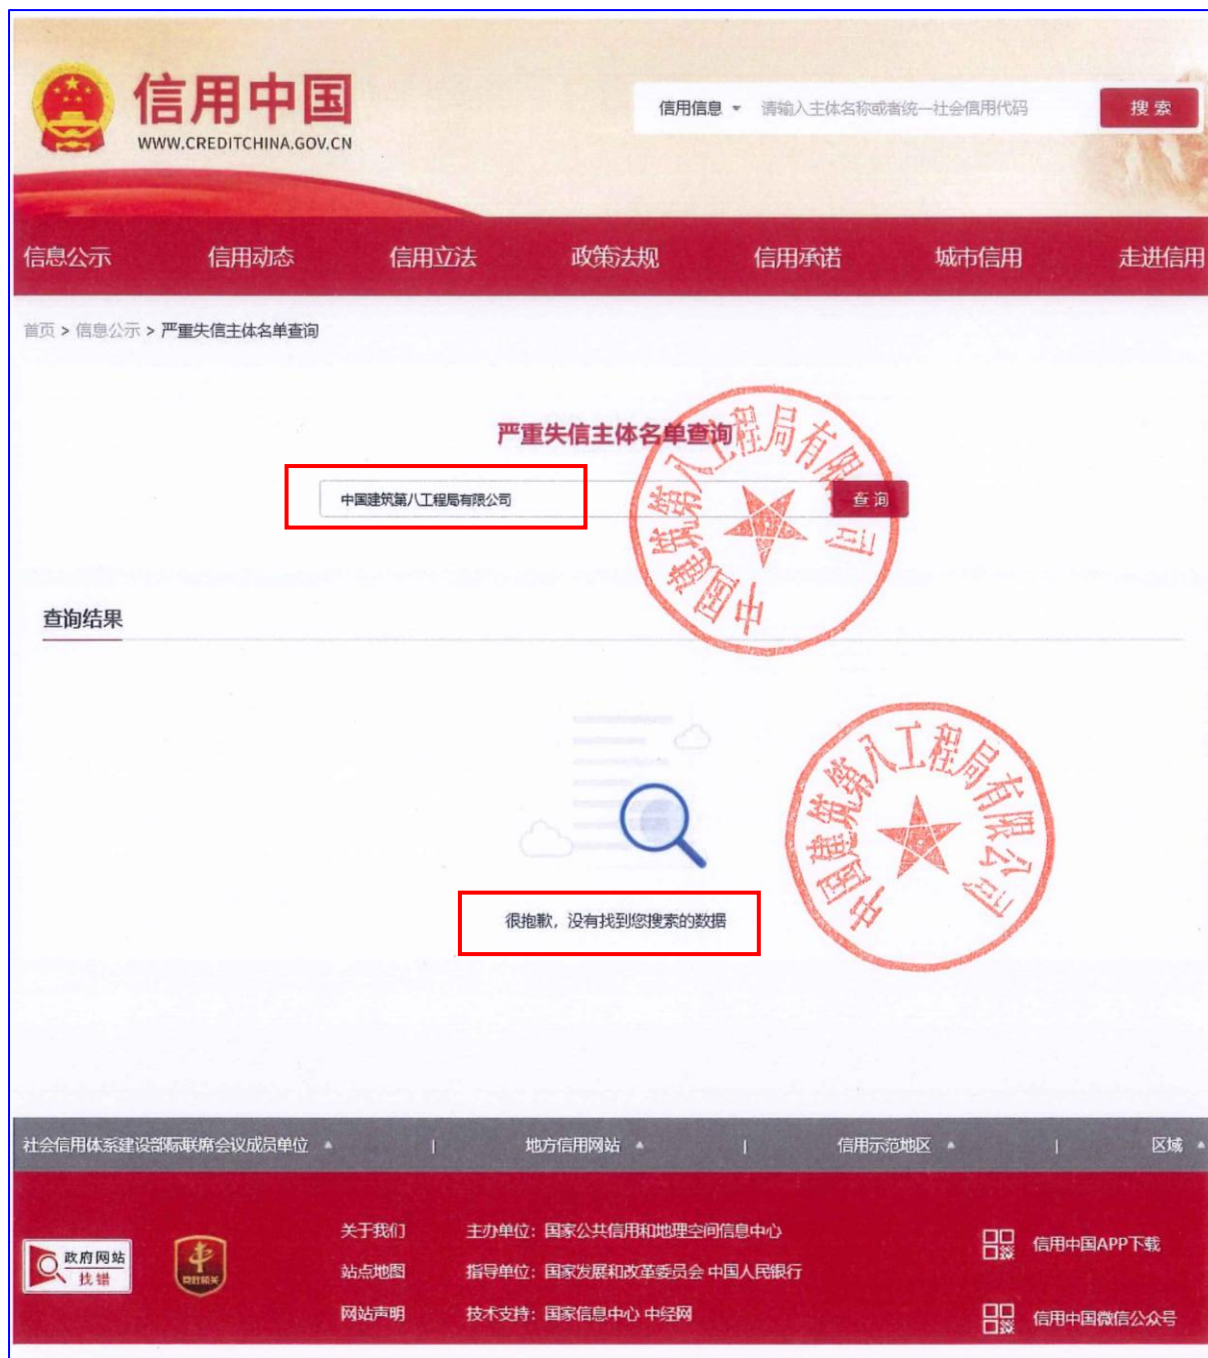 信用中国
WWW.CREDITCHINA.GOV.CN
信用信息 请输入主体名称或者统一社会信用代码 搜索
信息公示 信用动态 信用立法 政策法规 信用承诺 城市信用 走进信用
首页 > 信息公示 > 严重失信主体名单查询
严重失信主体名单查询
中国建筑第八工程局有限公司 查询
中国建筑第八工程局有限公司
查询结果
中国建筑第八工程局有限公司
很抱歉，没有找到您搜索的数据
社会信用体系建设部际联席会议成员单位 | 地方信用网站 | 信用示范地区 | 区域
政府网站
找错
党政机关
关于我们 主办单位：国家公共信用和地理空间信息中心
站点地图 指导单位：国家发展和改革委员会 中国人民银行
网站声明 技术支持：国家信息中心 中经网
信用中国APP下载
信用中国微信公众号